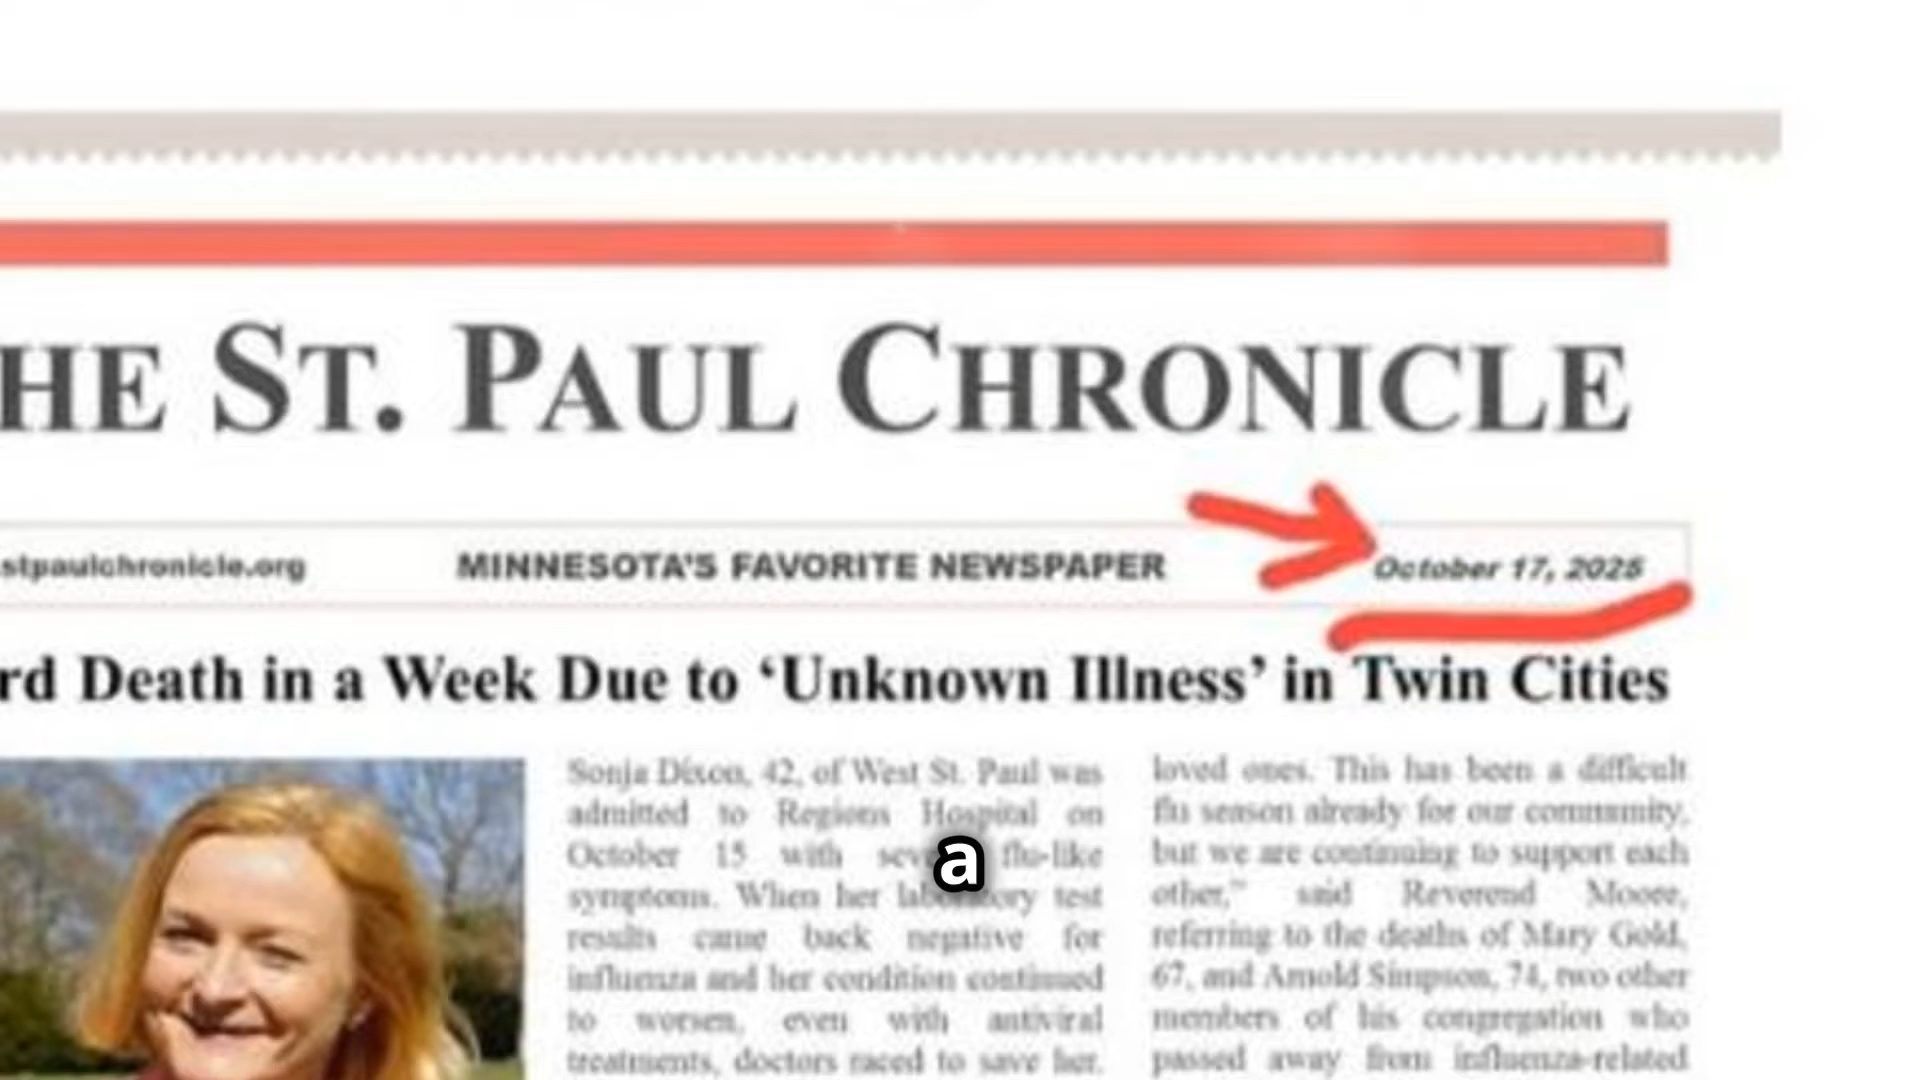 HE ST. PAUL CHRONICLE
stpaulchronicle.org MINNESOTA'S FAVORITE NEWSPAPER October 17, 2025
rd Death in a Week Due to ‘Unknown Illness’ in Twin Cities
Sonja Dixon, 42, of West St. Paul was
admitted to Regions Hospital on
October 15 with flu-like
symptoms. When her laboratory test
results came back negative for
influenza and her condition continued
to worsen, even with antiviral
treatments, doctors raced to save her.
loved ones. This has been a difficult
flu season already for our community,
but we are continuing to support each
other,” said Reverend Moore,
referring to the deaths of Mary Gold,
67, and Arnold Simpson, 74, two other
members of his congregation who
passed away from influenza-related
a